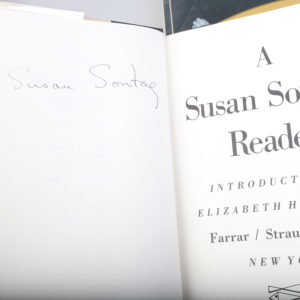 Susan Sontag
A
Susan So
Reade
INTRODUCT
ELIZABETH H
Farrar / Strau
NEW YO